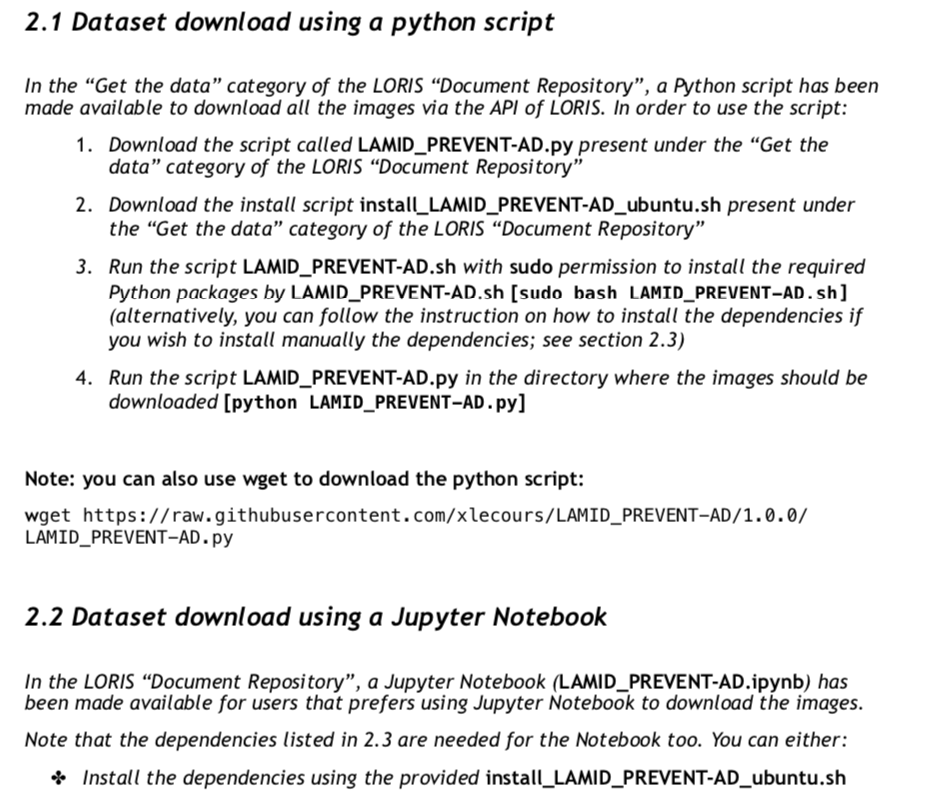 2.1 Dataset download using a python script
In the “Get the data” category of the LORIS “Document Repository”, a Python script has been
made available to download all the images via the API of LORIS. In order to use the script:
1. Download the script called LAMID_PREVENT-AD.py present under the “Get the
data” category of the LORIS “Document Repository”
2. Download the install script install_LAMID_PREVENT-AD_ubuntu.sh present under
the “Get the data” category of the LORIS “Document Repository”
3. Run the script LAMID_PREVENT-AD.sh with sudo permission to install the required
Python packages by LAMID_PREVENT-AD.sh [sudo bash LAMID_PREVENT-AD.sh]
(alternatively, you can follow the instruction on how to install the dependencies if
you wish to install manually the dependencies; see section 2.3)
4. Run the script LAMID_PREVENT-AD.py in the directory where the images should be
downloaded [python LAMID_PREVENT-AD.py]
Note: you can also use wget to download the python script:
wget https://raw.githubusercontent.com/xlecours/LAMID_PREVENT-AD/1.0.0/
LAMID_PREVENT-AD.py
2.2 Dataset download using a Jupyter Notebook
In the LORIS “Document Repository”, a Jupyter Notebook (LAMID_PREVENT-AD.ipynb) has
been made available for users that prefers using Jupyter Notebook to download the images.
Note that the dependencies listed in 2.3 are needed for the Notebook too. You can either:
❖ Install the dependencies using the provided install_LAMID_PREVENT-AD_ubuntu.sh